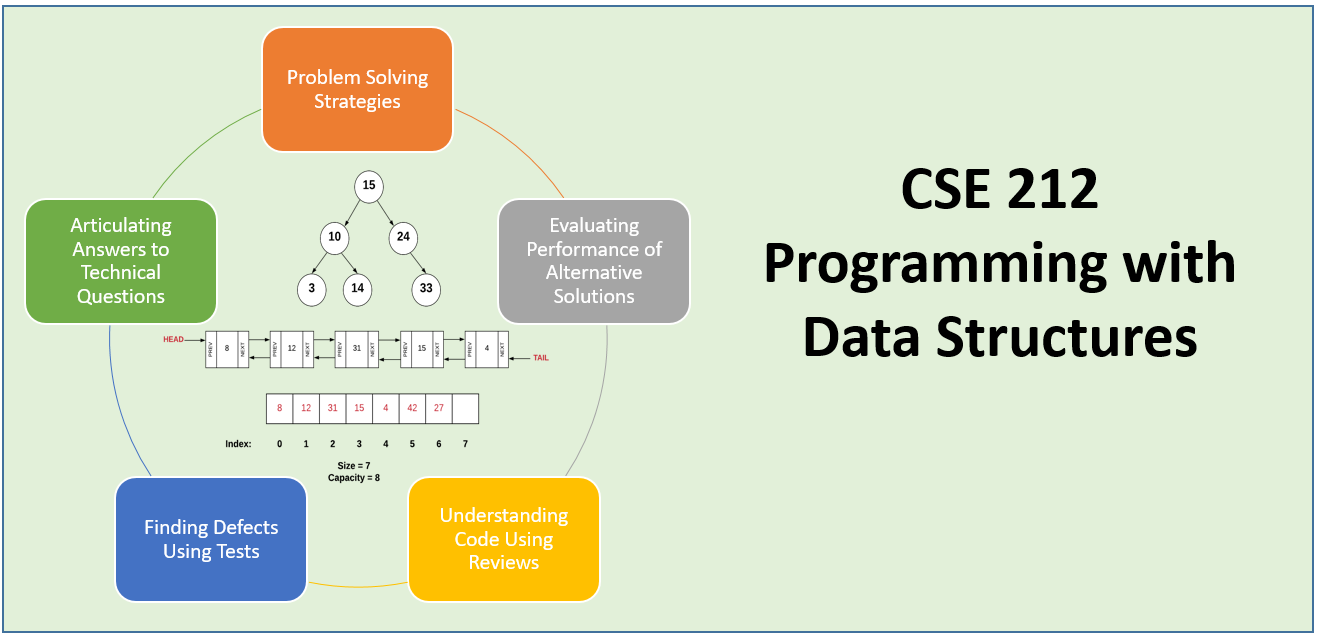 Problem Solving
Strategies
Articulating
Answers to
Technical
Questions
Evaluating
Performance of
Alternative
Solutions
15
10
24
3
14
33
HEAD
PREV 8 NEXT
PREV 12 NEXT
PREV 31 NEXT
PREV 15 NEXT
PREV 4 NEXT
TAIL
8 12 31 15 4 42 27
Index: 0 1 2 3 4 5 6 7
Size = 7
Capacity = 8
Finding Defects
Using Tests
Understanding
Code Using
Reviews
CSE 212
Programming with
Data Structures